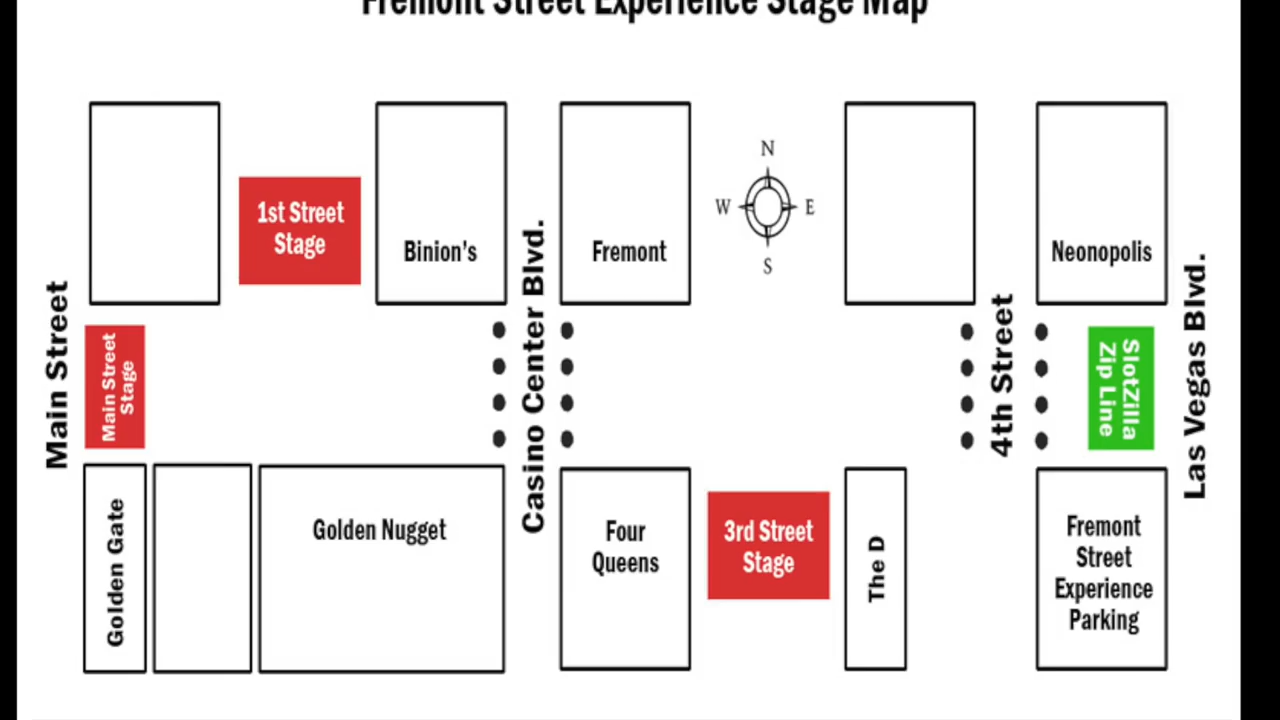 Fremont Street Experience Stage Map
N
W E
S
1st Street
Stage
Binion's
Fremont
Neonopolis
Main Street
Main Street
Stage
Casino Center Blvd.
4th Street
SlotZilla
Zip Line
Las Vegas Blvd.
Golden Gate
Golden Nugget
Four
Queens
3rd Street
Stage
The D
Fremont
Street
Experience
Parking